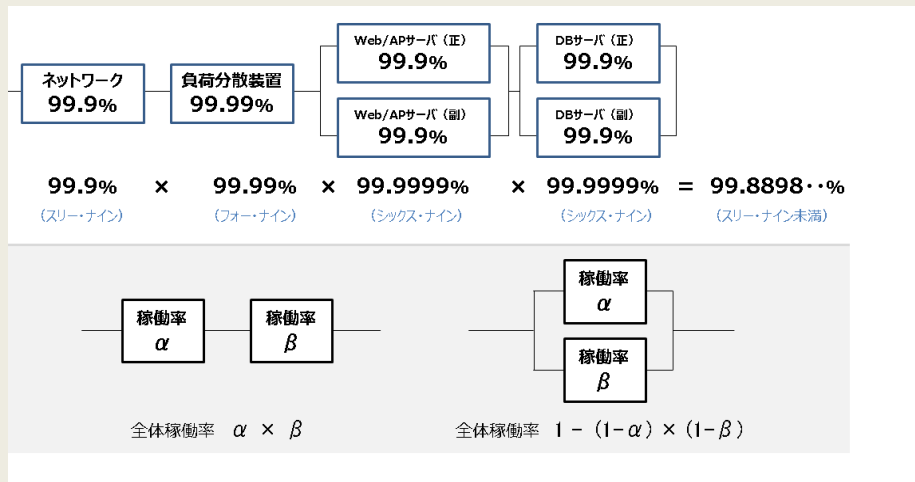 Web/APサーバ（正）
99.9%
DBサーバ（正）
99.9%
ネットワーク
99.9%
負荷分散装置
99.99%
Web/APサーバ（副）
99.9%
DBサーバ（副）
99.9%
99.9% × 99.99% × 99.9999% × 99.9999% = 99.8898‥%
（スリー・ナイン） （フォー・ナイン） （シックス・ナイン） （シックス・ナイン） （スリー・ナイン未満）
稼働率
α
稼働率
β
全体稼働率 α × β
稼働率
α
稼働率
β
全体稼働率 1 - (1-α) × (1-β)